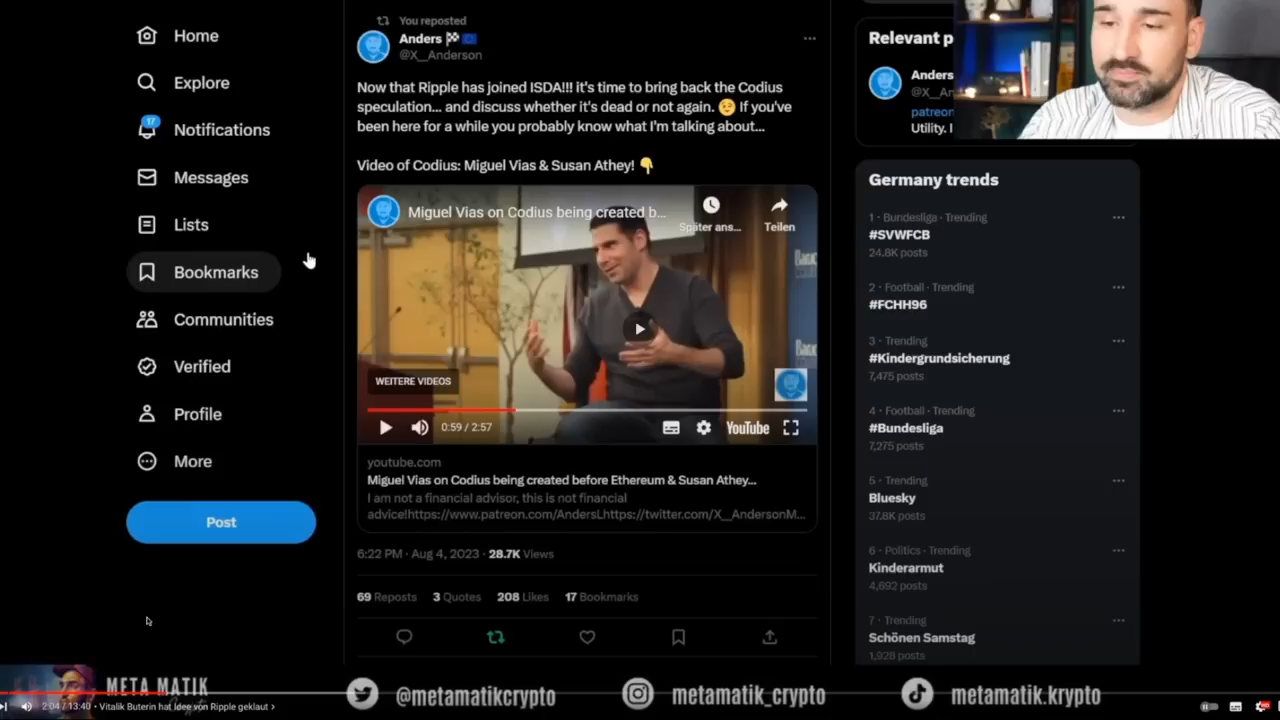 Home
Explore
17
Notifications
Messages
Lists
Bookmarks
Communities
Verified
Profile
More
Post
You reposted
Anders
@X__Anderson
Now that Ripple has joined ISDA!!! it's time to bring back the Codius
speculation... and discuss whether it's dead or not again. 😉 If you've
been here for a while you probably know what I'm talking about...
Video of Codius: Miguel Vias & Susan Athey! 👇
Miguel Vias on Codius being created b...
Später ans...
Teilen
WEITERE VIDEOS
0:59 / 2:57
YouTube
youtube.com
Miguel Vias on Codius being created before Ethereum & Susan Athey...
I am not a financial advisor, this is not financial
advice!https://www.patreon.com/AndersLhttps://twitter.com/X__AndersonM...
6:22 PM · Aug 4, 2023 · 28.7K Views
69 Reposts 3 Quotes 208 Likes 17 Bookmarks
Relevant p
Anders
@X__An
patreon
Utility. I
Germany trends
1 · Bundesliga · Trending
#SVWFCB
24.8K posts
2 · Football · Trending
#FCHH96
3 · Trending
#Kindergrundsicherung
7,475 posts
4 · Football · Trending
#Bundesliga
7,275 posts
5 · Trending
Bluesky
37.8K posts
6 · Politics · Trending
Kinderarmut
4,692 posts
7 · Trending
Schönen Samstag
1,928 posts
META MATIK
@metamatikcrypto
metamatik_crypto
metamatik.krypto
2:04 / 13:40 • Vitalik Buterin hat Idee von Ripple geklaut >